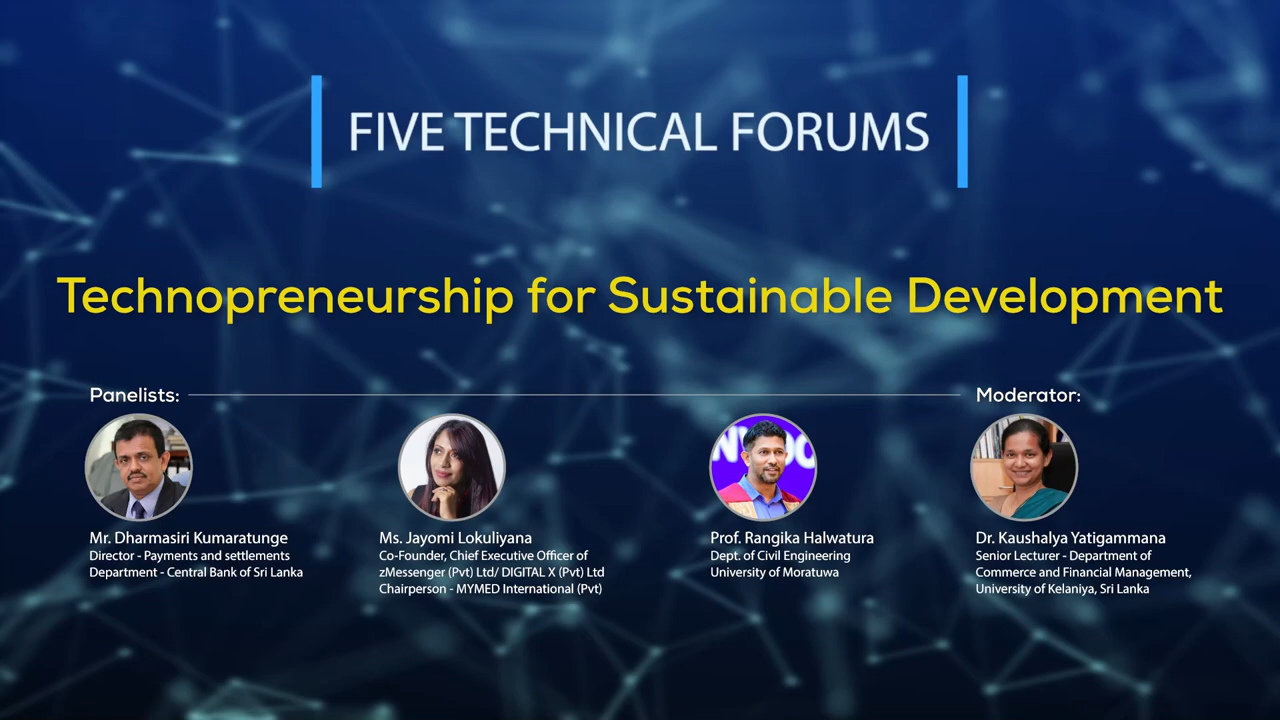 FIVE TECHNICAL FORUMS
Technopreneurship for Sustainable Development
Panelists:
Mr. Dharmasiri Kumaratunge
Director - Payments and settlements
Department - Central Bank of Sri Lanka
Ms. Jayomi Lokuliyana
Co-Founder, Chief Executive Officer of
zMessenger (Pvt) Ltd/ DIGITAL X (Pvt) Ltd
Chairperson - MYMED International (Pvt)
Prof. Rangika Halwatura
Dept. of Civil Engineering
University of Moratuwa
Moderator:
Dr. Kaushalya Yatigammana
Senior Lecturer - Department of
Commerce and Financial Management,
University of Kelaniya, Sri Lanka